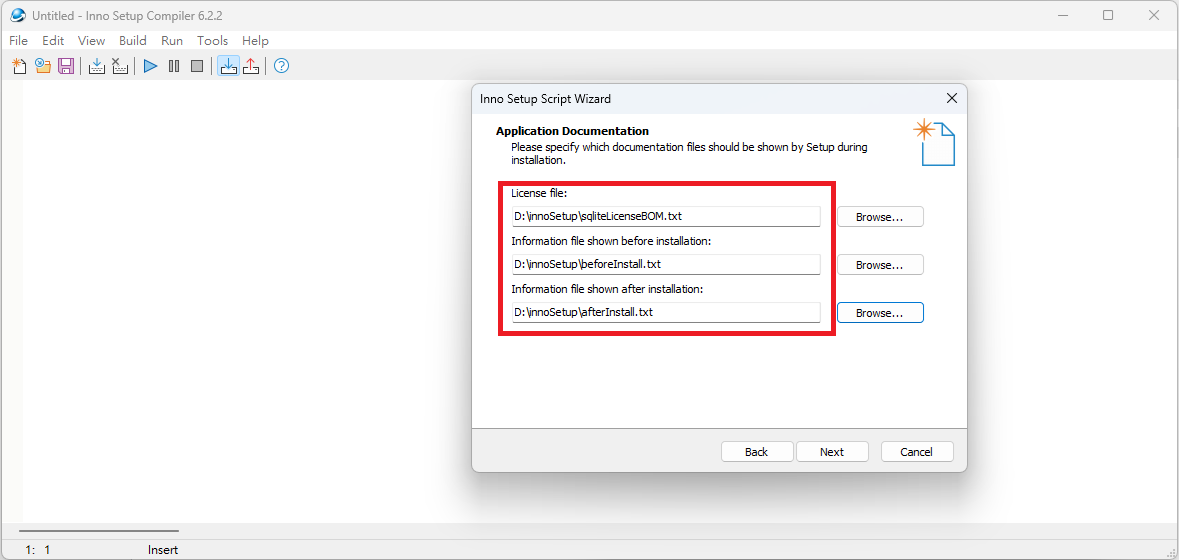 Untitled - Inno Setup Compiler 6.2.2
File Edit View Build Run Tools Help
Inno Setup Script Wizard
Application Documentation
Please specify which documentation files should be shown by Setup during
installation.
License file:
D:\innoSetup\sqliteLicenseBOM.txt Browse...
Information file shown before installation:
D:\innoSetup\beforeInstall.txt Browse...
Information file shown after installation:
D:\innoSetup\afterInstall.txt Browse...
Back Next Cancel
1: 1 Insert